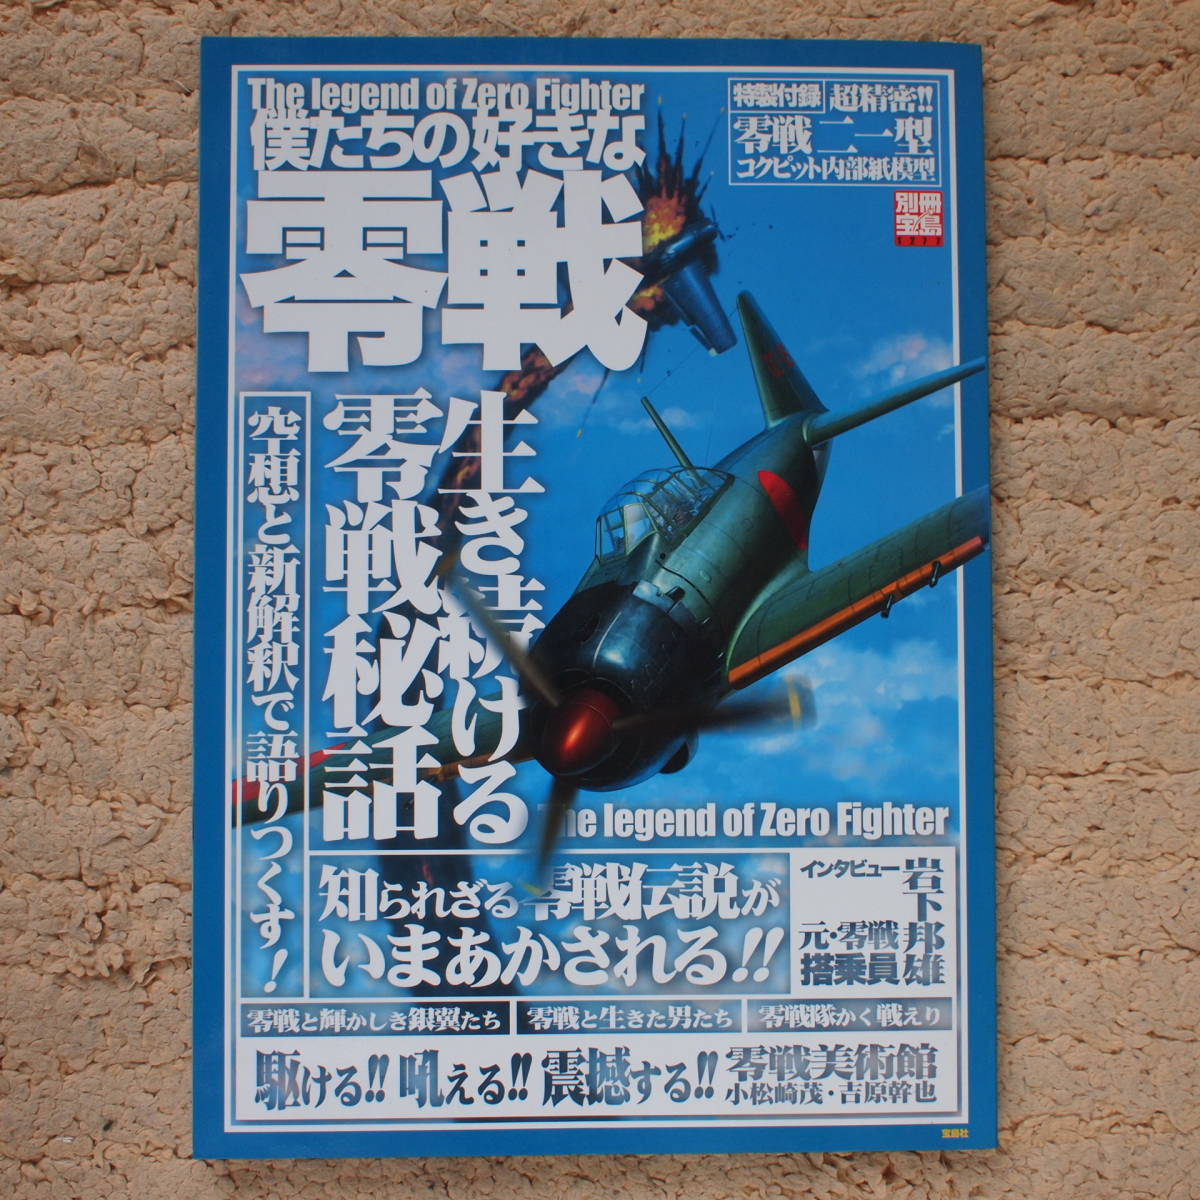 The legend of Zero Fighter
僕たちの好きな
零戦
特製付録 超精密!!
零戦二一型
コクピット内部紙模型
別冊
宝島
1277
生き続ける
零戦秘話
空想と新解釈で語りつくす!
The legend of Zero Fighter
知られざる零戦伝説が
いまあかされる!!
インタビュー
元・零戦
搭乗員
岩下邦雄
零戦と輝かしき銀翼たち
零戦と生きた男たち
零戦隊かく戦えり
駆ける!! 吼える!! 震撼する!!
零戦美術館
小松崎茂・吉原幹也
宝島社